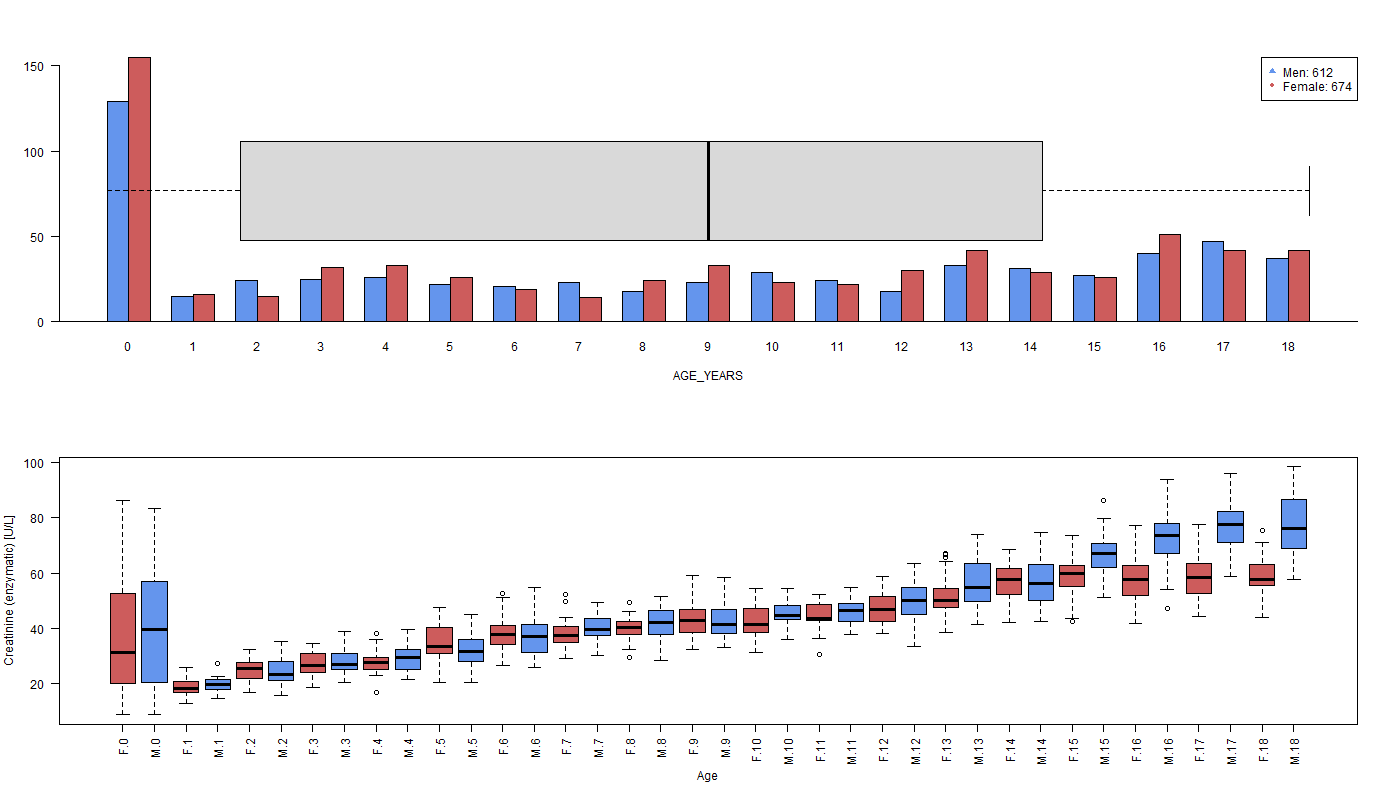 150
100
50
0
Men: 612
Female: 674
0 1 2 3 4 5 6 7 8 9 10 11 12 13 14 15 16 17 18
AGE_YEARS
100
80
60
40
20
Creatinine (enzymatic) [U/L]
F.0 M.0 F.1 M.1 F.2 M.2 F.3 M.3 F.4 M.4 F.5 M.5 F.6 M.6 F.7 M.7 F.8 M.8 F.9 M.9 F.10 M.10 F.11 M.11 F.12 M.12 F.13 M.13 F.14 M.14 F.15 M.15 F.16 M.16 F.17 M.17 F.18 M.18
Age